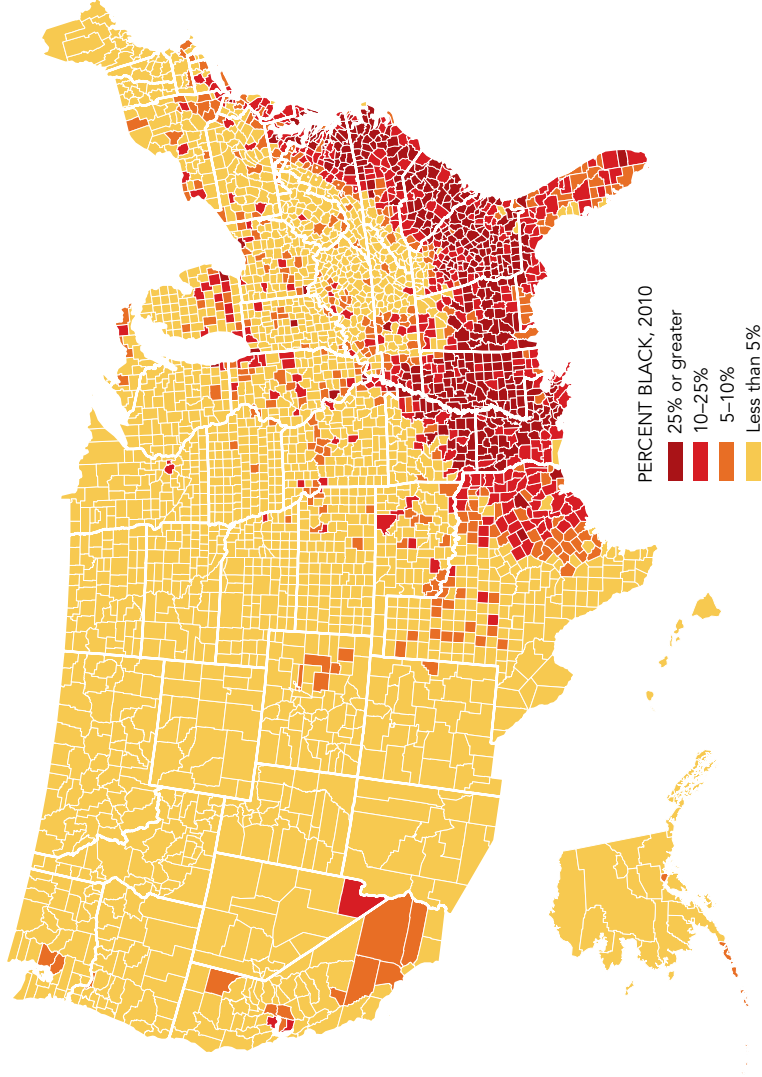 PERCENT BLACK, 2010
25% or greater
10–25%
5–10%
Less than 5%